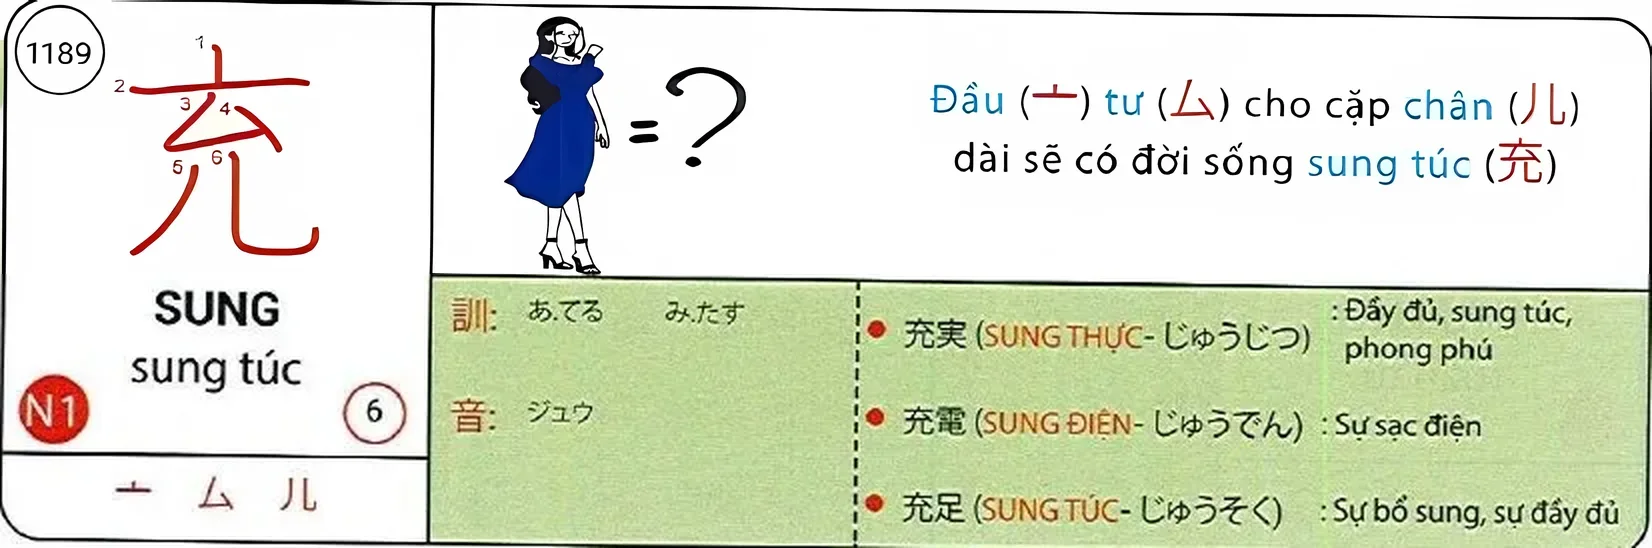 1189
1
2
3
4
5
6
充
SUNG
sung túc
N1
6
亠 厶 儿
= ?
Đầu (亠) tư (厶) cho cặp chân (儿)
dài sẽ có đời sống sung túc (充)
訓: あ.てる み.たす
音: ジュウ
• 充実 (SUNG THỰC- じゅうじつ) : Đầy đủ, sung túc,
phong phú
• 充電 (SUNG ĐIỆN- じゅうでん) : Sự sạc điện
• 充足 (SUNG TÚC- じゅうそく) : Sự bổ sung, sự đầy đủ